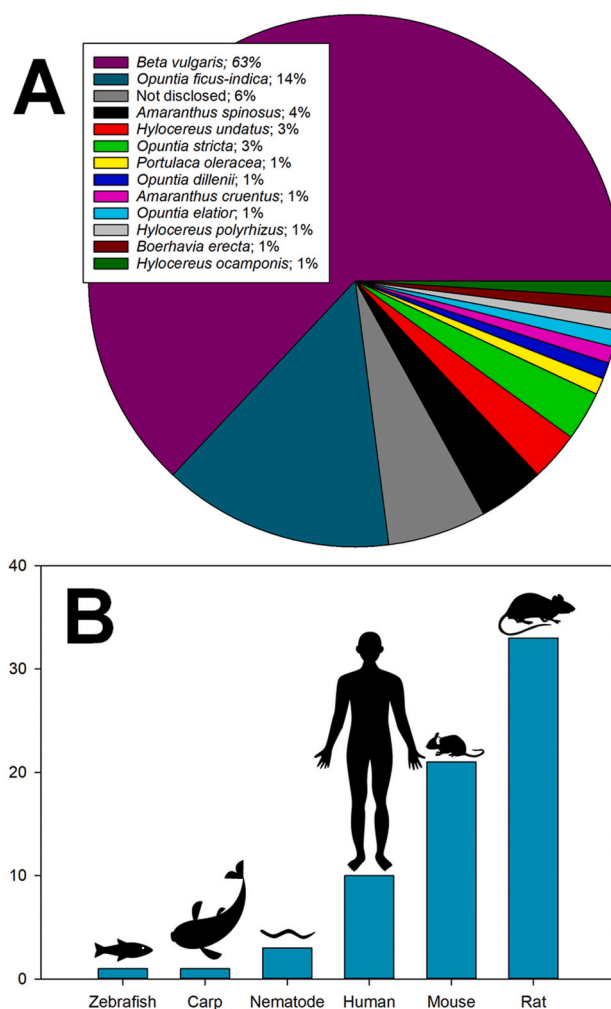 A
Beta vulgaris; 63%
Opuntia ficus-indica; 14%
Not disclosed; 6%
Amaranthus spinosus; 4%
Hylocereus undatus; 3%
Opuntia stricta; 3%
Portulaca oleracea; 1%
Opuntia dillenii; 1%
Amaranthus cruentus; 1%
Opuntia elatior; 1%
Hylocereus polyrhizus; 1%
Boerhavia erecta; 1%
Hylocereus ocamponis; 1%
B
40
30
20
10
0
Zebrafish Carp Nematode Human Mouse Rat